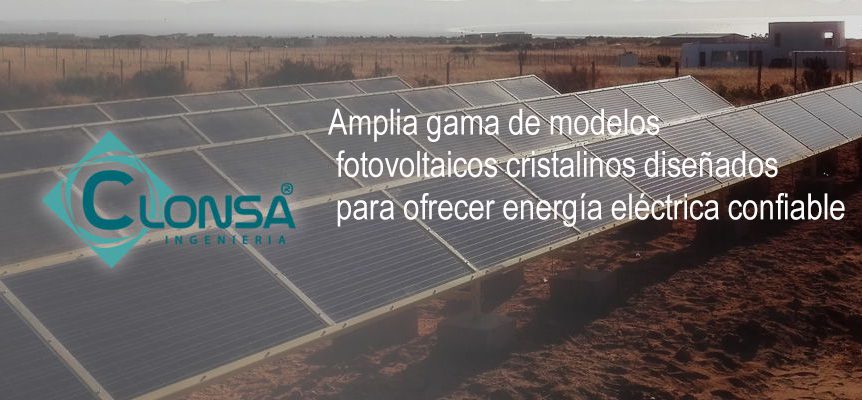 Amplia gama de modelos
fotovoltaicos cristalinos diseñados
para ofrecer energía eléctrica confiable
CLONSA®
INGENIERIA